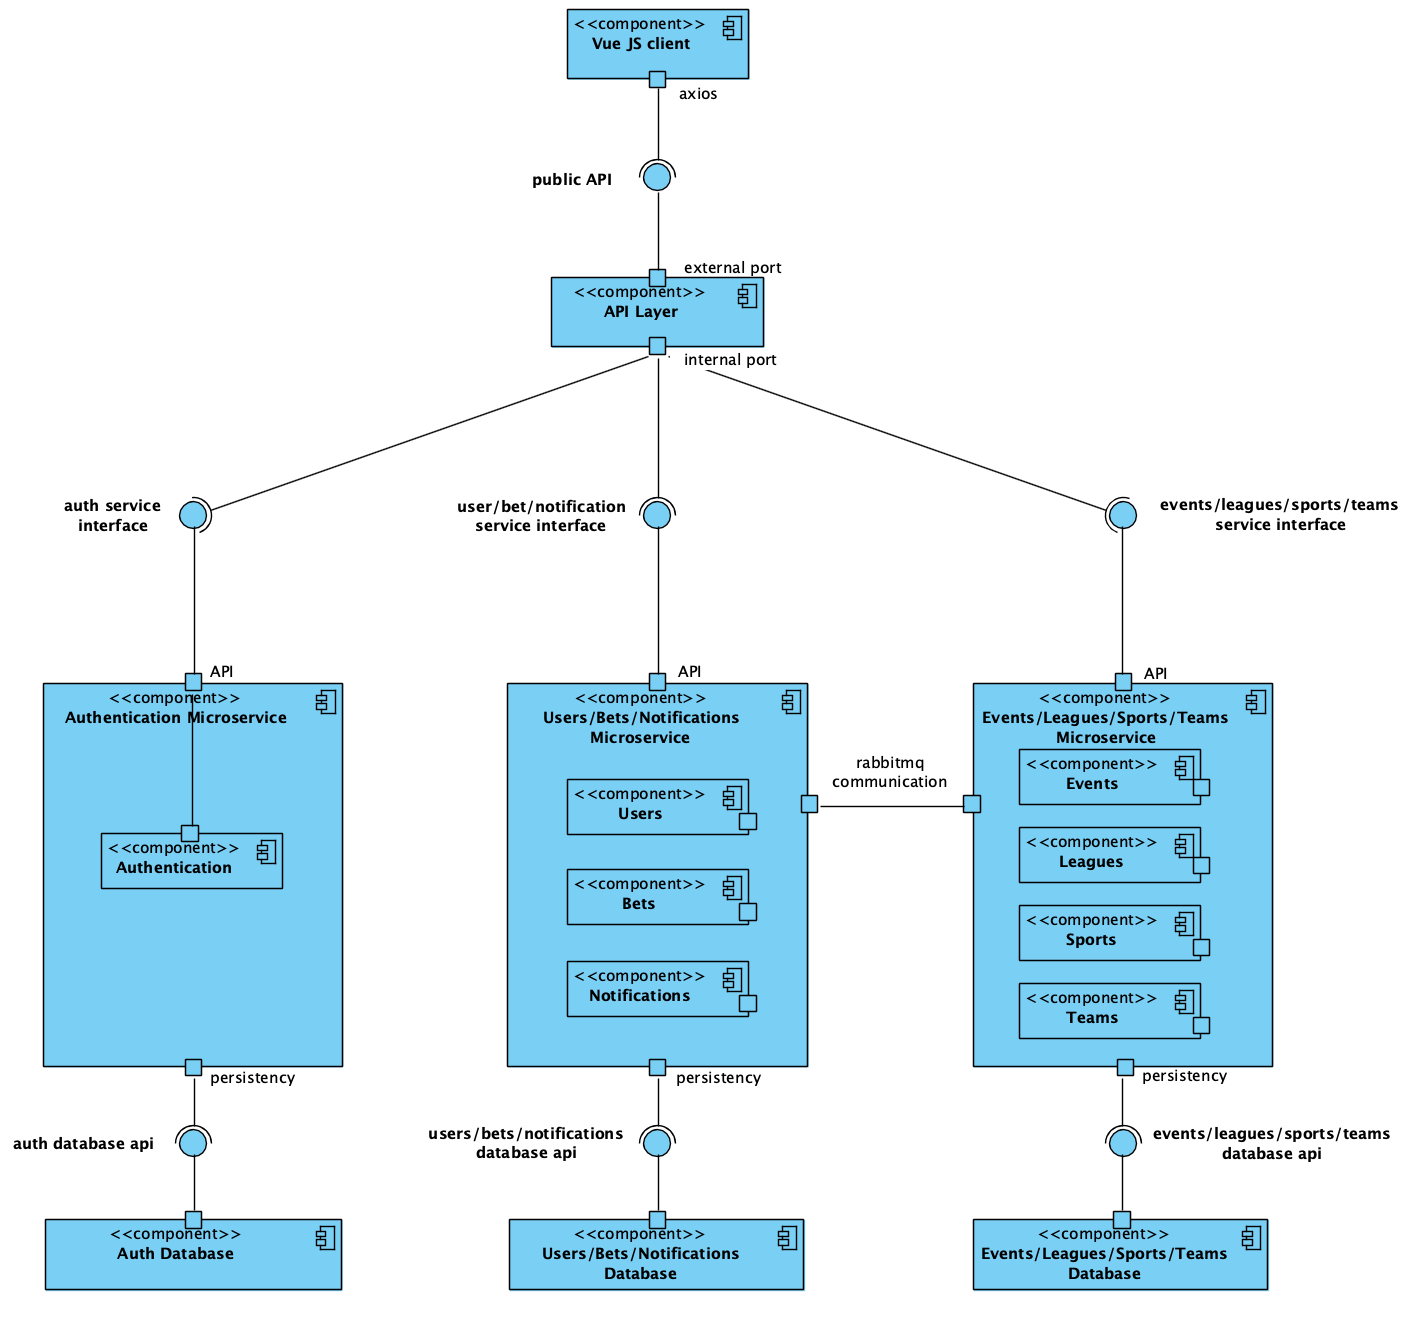 <<component>>
Vue JS client
axios
public API
external port
<<component>>
API Layer
internal port
auth service
interface
user/bet/notification
service interface
events/leagues/sports/teams
service interface
API
<<component>>
Authentication Microservice
<<component>>
Authentication
persistency
API
<<component>>
Users/Bets/Notifications
Microservice
<<component>>
Users
<<component>>
Bets
<<component>>
Notifications
persistency
rabbitmq
communication
API
<<component>>
Events/Leagues/Sports/Teams
Microservice
<<component>>
Events
<<component>>
Leagues
<<component>>
Sports
<<component>>
Teams
persistency
auth database api
users/bets/notifications
database api
events/leagues/sports/teams
database api
<<component>>
Auth Database
<<component>>
Users/Bets/Notifications
Database
<<component>>
Events/Leagues/Sports/Teams
Database